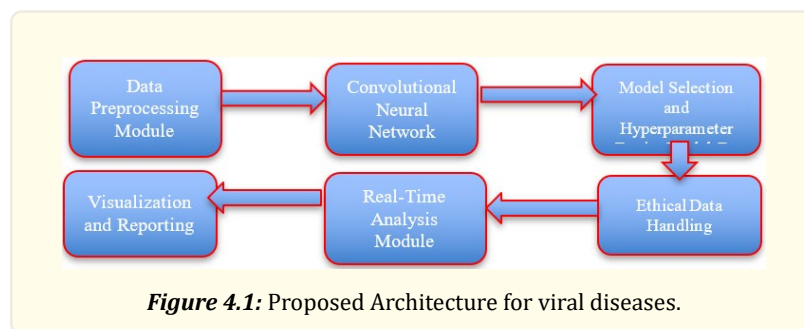 Data
Preprocessing
Module
Convolutional
Neural
Network
Model Selection
and
Hyperparameter
Ethical Data
Handling
Real-Time
Analysis
Module
Visualization
and Reporting
Figure 4.1: Proposed Architecture for viral diseases.